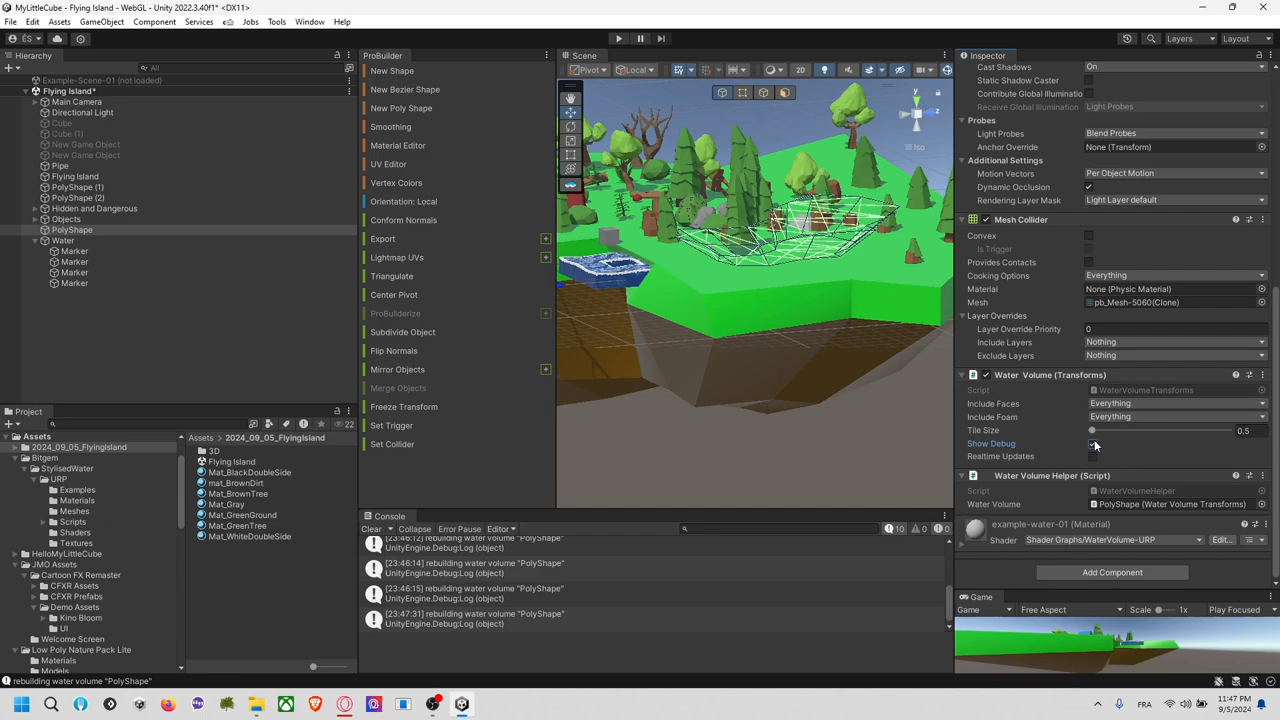 MyLittleCube - Flying Island - WebGL - Unity 2022.3.40f1* <DX11>
File Edit Assets GameObject Component Services Jobs Tools Window Help
ÉS
Layers Layout
Hierarchy
All
Example-Scene-01 (not loaded)
Flying Island*
Main Camera
Directional Light
Cube
Cube (1)
New Game Object
New Game Object
Pipe
Flying Island
PolyShape (1)
PolyShape (2)
Hidden and Dangerous
Objects
PolyShape
Water
Marker
Marker
Marker
Marker
ProBuilder
New Shape
New Bezier Shape
New Poly Shape
Smoothing
Material Editor
UV Editor
Vertex Colors
Orientation: Local
Conform Normals
Export
Lightmap UVs
Triangulate
Center Pivot
ProBuilderize
Subdivide Object
Flip Normals
Mirror Objects
Merge Objects
Freeze Transform
Set Trigger
Set Collider
Scene
Pivot Local 2D
y
z
Iso
Inspector
Cast Shadows On
Static Shadow Caster
Contribute Global Illuminatio
Receive Global Illumination Light Probes
Probes
Light Probes Blend Probes
Anchor Override None (Transform)
Additional Settings
Motion Vectors Per Object Motion
Dynamic Occlusion
Rendering Layer Mask Light Layer default
Mesh Collider
Convex
Is Trigger
Provides Contacts
Cooking Options Everything
Material None (Physic Material)
Mesh pb_Mesh-5060(Clone)
Layer Overrides
Layer Override Priority 0
Include Layers Nothing
Exclude Layers Nothing
Water Volume (Transforms)
Script WaterVolumeTransforms
Include Faces Everything
Include Foam Everything
Tile Size 0.5
Show Debug
Realtime Updates
Water Volume Helper (Script)
Script WaterVolumeHelper
Water Volume PolyShape (Water Volume Transforms)
example-water-01 (Material)
Shader Shader Graphs/WaterVolume-URP Edit...
Add Component
Game
Game Free Aspect Scale 1x Play Focused
Project
22
Assets
2024_09_05_FlyingIsland
Bitgem
StylisedWater
URP
Examples
Materials
Meshes
Scripts
Shaders
Textures
HelloMyLittleCube
JMO Assets
Cartoon FX Remaster
CFXR Assets
CFXR Prefabs
Demo Assets
Kino Bloom
UI
Welcome Screen
Low Poly Nature Pack Lite
Materials
Models
Assets 2024_09_05_FlyingIsland
3D
Flying Island
Mat_BlackDoubleSide
mat_BrownDirt
Mat_BrownTree
Mat_Gray
Mat_GreenGround
Mat_GreenTree
Mat_WhiteDoubleSide
Console
Clear Collapse Error Pause Editor
10 0 0
[23:46:12] rebuilding water volume "PolyShape"
UnityEngine.Debug:Log (object)
[23:46:14] rebuilding water volume "PolyShape"
UnityEngine.Debug:Log (object)
[23:46:15] rebuilding water volume "PolyShape"
UnityEngine.Debug:Log (object)
[23:47:31] rebuilding water volume "PolyShape"
UnityEngine.Debug:Log (object)
rebuilding water volume "PolyShape"
FRA
11:47 PM
9/5/2024